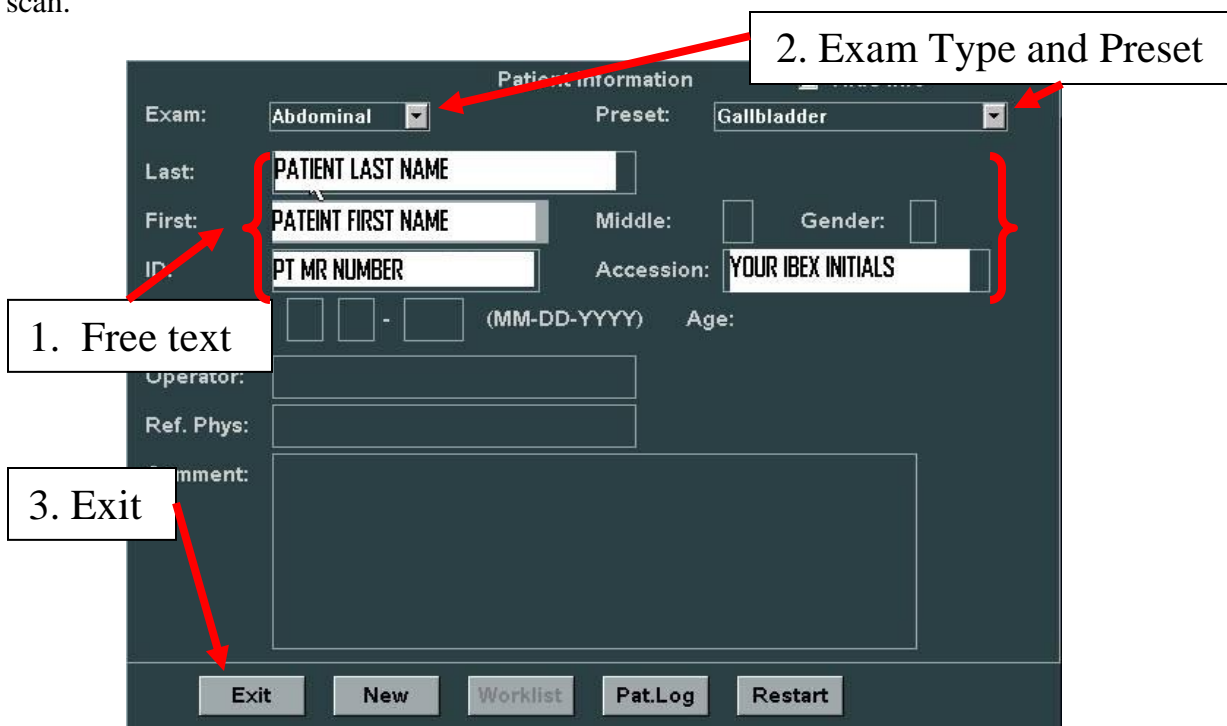 scan.
2. Exam Type and Preset
Patient Information
Exam: Abdominal Preset: Gallbladder
Last: PATIENT LAST NAME
First: PATEINT FIRST NAME Middle: Gender:
ID: PT MR NUMBER Accession: YOUR IBEX INITIALS
1. Free text
- (MM-DD-YYYY) Age:
Operator:
Ref. Phys:
Comment:
3. Exit
Exit New Worklist Pat.Log Restart